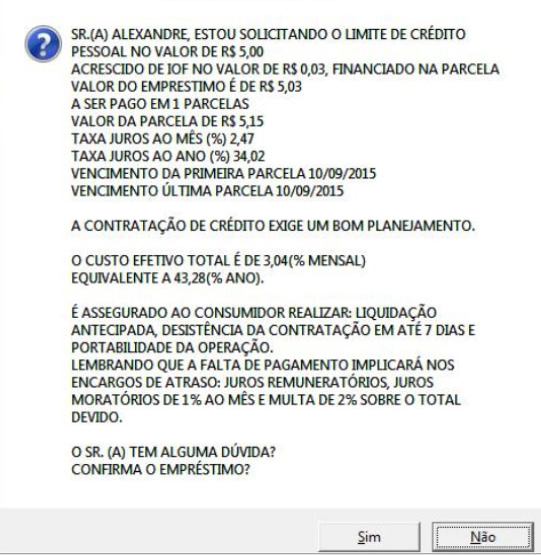 SR.(A) ALEXANDRE, ESTOU SOLICITANDO O LIMITE DE CRÉDITO
PESSOAL NO VALOR DE R$ 5,00
ACRESCIDO DE IOF NO VALOR DE R$ 0,03, FINANCIADO NA PARCELA
VALOR DO EMPRESTIMO É DE R$ 5,03
A SER PAGO EM 1 PARCELAS
VALOR DA PARCELA DE R$ 5,15
TAXA JUROS AO MÊS (%) 2,47
TAXA JUROS AO ANO (%) 34,02
VENCIMENTO DA PRIMEIRA PARCELA 10/09/2015
VENCIMENTO ÚLTIMA PARCELA 10/09/2015
A CONTRATAÇÃO DE CRÉDITO EXIGE UM BOM PLANEJAMENTO.
O CUSTO EFETIVO TOTAL É DE 3,04(% MENSAL)
EQUIVALENTE A 43,28(% ANO).
É ASSEGURADO AO CONSUMIDOR REALIZAR: LIQUIDAÇÃO
ANTECIPADA, DESISTÊNCIA DA CONTRATAÇÃO EM ATÉ 7 DIAS E
PORTABILIDADE DA OPERAÇÃO.
LEMBRANDO QUE A FALTA DE PAGAMENTO IMPLICARÁ NOS
ENCARGOS DE ATRASO: JUROS REMUNERATÓRIOS, JUROS
MORATÓRIOS DE 1% AO MÊS E MULTA DE 2% SOBRE O TOTAL
DEVIDO.
O SR. (A) TEM ALGUMA DÚVIDA?
CONFIRMA O EMPRÉSTIMO?
Sim Não